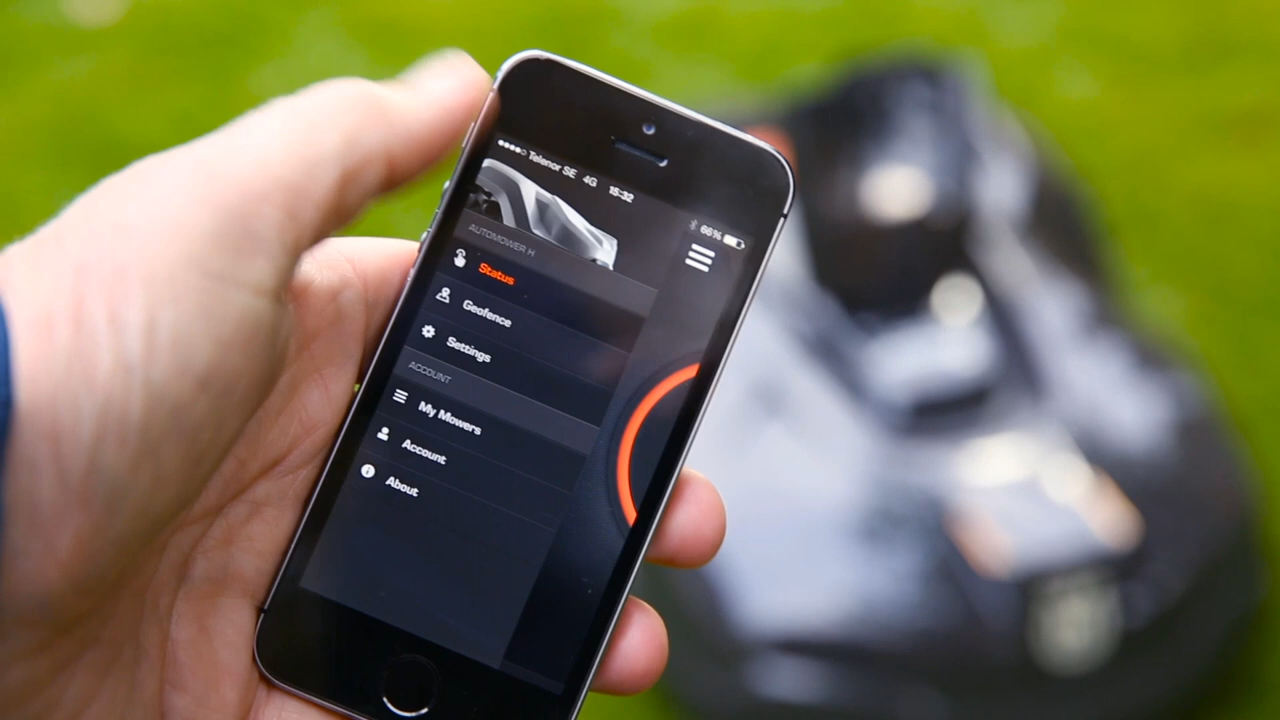 Telenor SE 4G 15:32 66%
AUTOMOWER H
Status
Geofence
Settings
ACCOUNT
My Mowers
Account
About